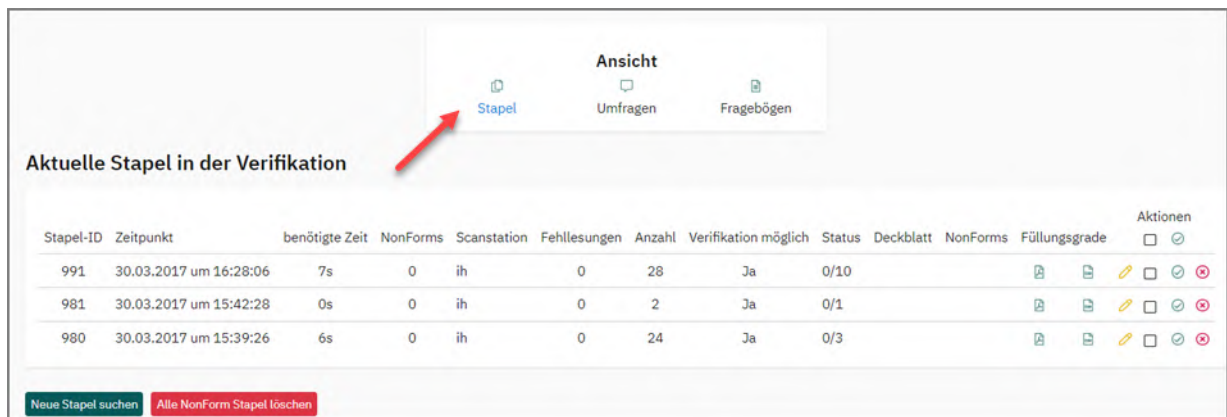 Ansicht
Stapel Umfragen Fragebögen
Aktuelle Stapel in der Verifikation
Aktionen
Stapel-ID Zeitpunkt benötigte Zeit NonForms Scanstation Fehllesungen Anzahl Verifikation möglich Status Deckblatt NonForms Füllungsgrade
991 30.03.2017 um 16:28:06 7s 0 ih 0 28 Ja 0/10
981 30.03.2017 um 15:42:28 0s 0 ih 0 2 Ja 0/1
980 30.03.2017 um 15:39:26 6s 0 ih 0 24 Ja 0/3
Neue Stapel suchen Alle NonForm Stapel löschen